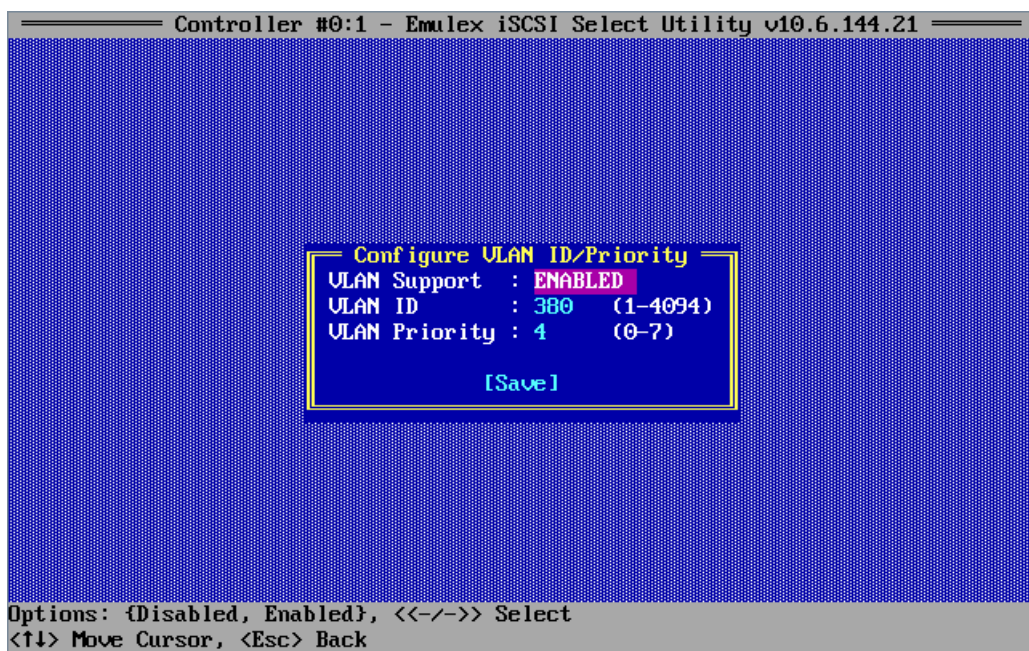 Controller #0:1 - Emulex iSCSI Select Utility v10.6.144.21
Configure VLAN ID/Priority
VLAN Support : ENABLED
VLAN ID : 380 (1-4094)
VLAN Priority : 4 (0-7)
[Save]
Options: {Disabled, Enabled}, <<-/->> Select
<↑↓> Move Cursor, <Esc> Back